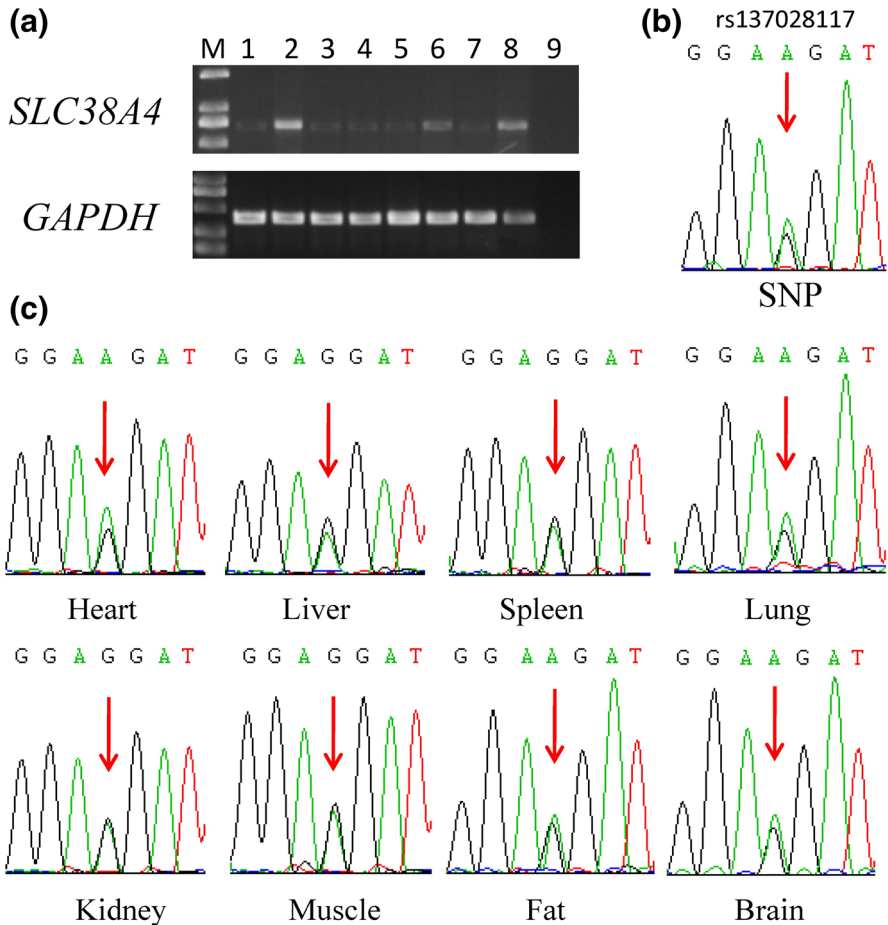 (a)
M 1 2 3 4 5 6 7 8 9
SLC38A4
GAPDH
(b)
rs137028117
G G A A G A T
SNP
(c)
G G A A G A T
G G A G G A T
G G A G G A T
G G A A G A T
Heart
Liver
Spleen
Lung
G G A G G A T
G G A G G A T
G G A A G A T
G G A A G A T
Kidney
Muscle
Fat
Brain